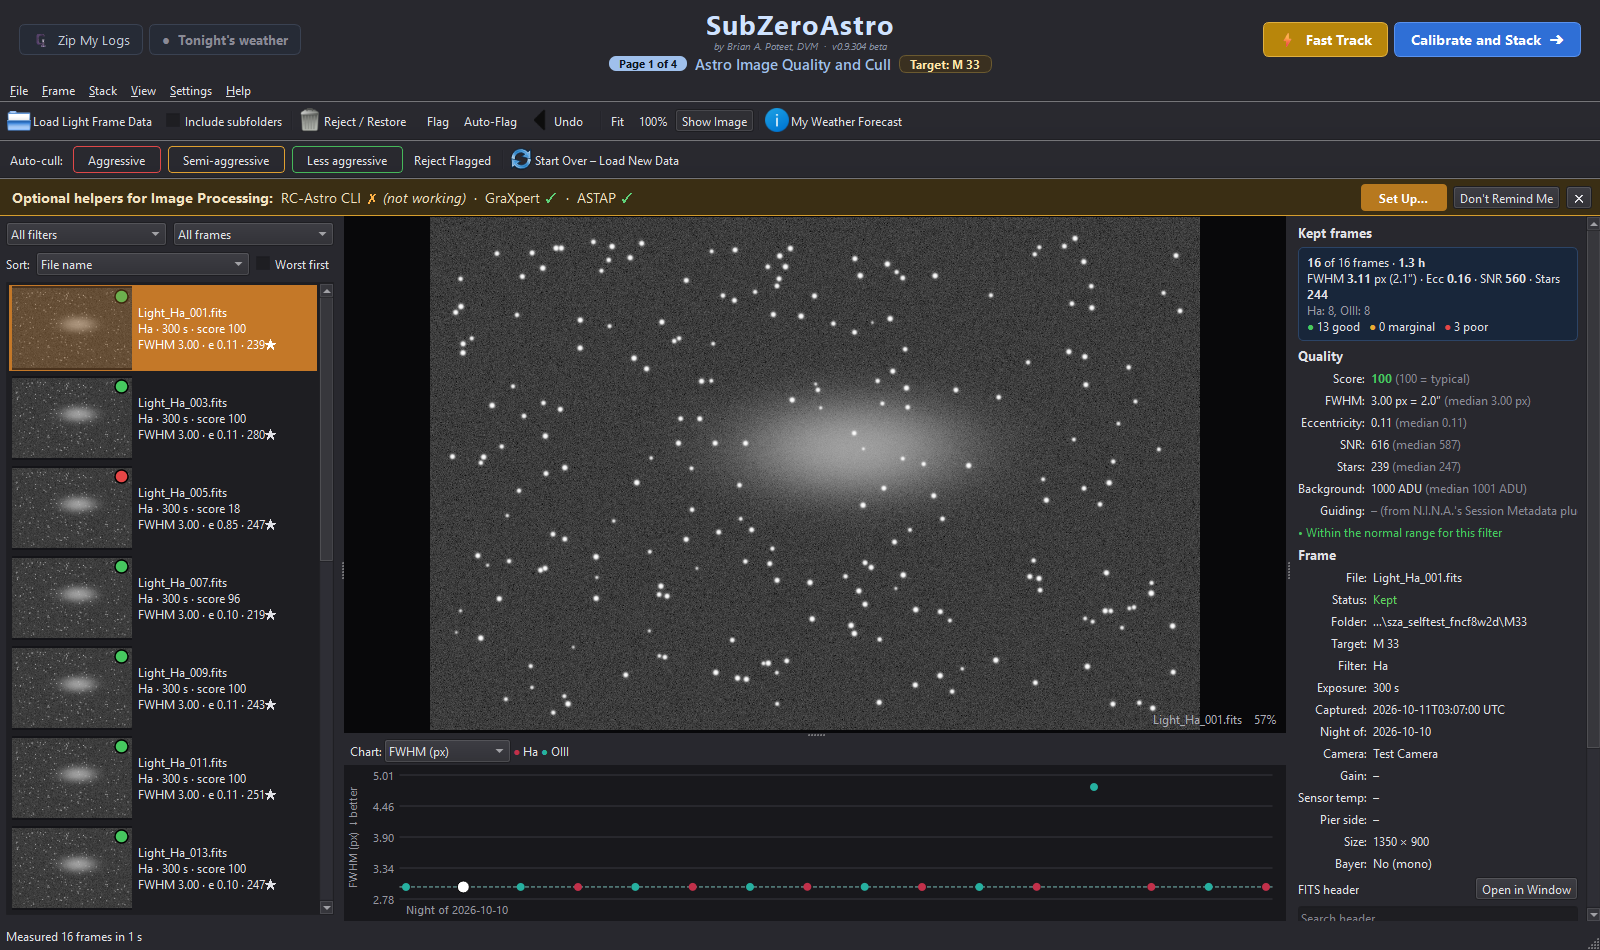 Zip My Logs
Tonight's weather
SubZeroAstro
by Brian A. Pateet, DVM · v0.9.304 beta
Page 1 of 4
Astro Image Quality and Cull
Target: M 33
Fast Track
Calibrate and Stack →
File Frame Stack View Settings Help
Load Light Frame Data
Include subfolders
Reject / Restore
Flag
Auto-Flag
Undo
Fit
100%
Show Image
My Weather Forecast
Auto-cull:
Aggressive
Semi-aggressive
Less aggressive
Reject Flagged
Start Over – Load New Data
Optional helpers for Image Processing: RC-Astro CLI ✗ (not working) · GraXpert ✓ · ASTAP ✓
Set Up...
Don't Remind Me
All filters
All frames
Sort: File name
Worst first
Light_Ha_001.fits
Ha · 300 s · score 100
FWHM 3.00 · e 0.11 · 239★
Light_Ha_003.fits
Ha · 300 s · score 100
FWHM 3.00 · e 0.11 · 280★
Light_Ha_005.fits
Ha · 300 s · score 18
FWHM 3.00 · e 0.85 · 247★
Light_Ha_007.fits
Ha · 300 s · score 96
FWHM 3.00 · e 0.10 · 219★
Light_Ha_009.fits
Ha · 300 s · score 100
FWHM 3.00 · e 0.11 · 243★
Light_Ha_011.fits
Ha · 300 s · score 100
FWHM 3.00 · e 0.11 · 251★
Light_Ha_013.fits
Ha · 300 s · score 100
FWHM 3.00 · e 0.10 · 247★
Light_Ha_001.fits 57%
Chart: FWHM (px) • Ha • OIII
FWHM (px) ↓ better
5.01
4.46
3.90
3.34
2.78
Night of 2026-10-10
Kept frames
16 of 16 frames · 1.3 h
FWHM 3.11 px (2.1") · Ecc 0.16 · SNR 560 · Stars
244
Ha: 8, OIII: 8
• 13 good • 0 marginal • 3 poor
Quality
Score: 100 (100 = typical)
FWHM: 3.00 px = 2.0" (median 3.00 px)
Eccentricity: 0.11 (median 0.11)
SNR: 616 (median 587)
Stars: 239 (median 247)
Background: 1000 ADU (median 1001 ADU)
Guiding: – (from N.I.N.A.'s Session Metadata plu
• Within the normal range for this filter
Frame
File: Light_Ha_001.fits
Status: Kept
Folder: ...\sza_selftest_fncf8w2d\M33
Target: M 33
Filter: Ha
Exposure: 300 s
Captured: 2026-10-11T03:07:00 UTC
Night of: 2026-10-10
Camera: Test Camera
Gain: –
Sensor temp: –
Pier side: –
Size: 1350 × 900
Bayer: No (mono)
FITS header
Open in Window
Search header
Measured 16 frames in 1 s